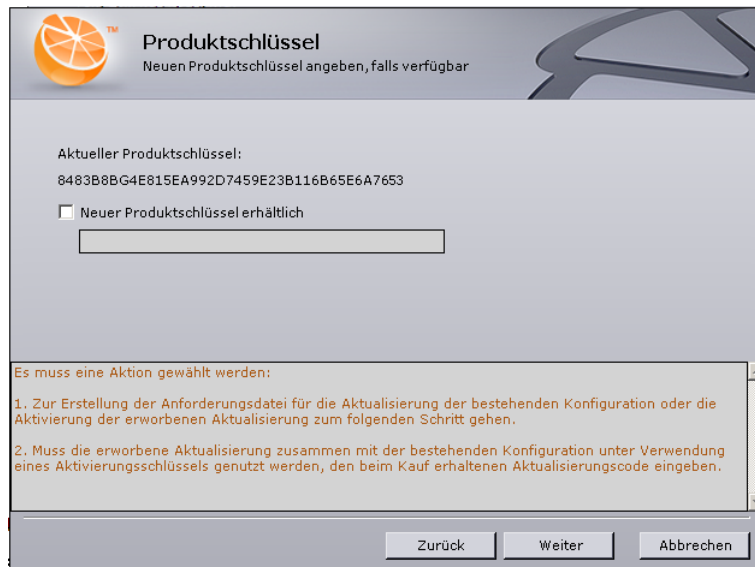 TM
Produktschlüssel
Neuen Produktschlüssel angeben, falls verfügbar
Aktueller Produktschlüssel:
8483B8BG4E815EA992D7459E23B116B65E6A7653
Neuer Produktschlüssel erhältlich
Es muss eine Aktion gewählt werden:
1. Zur Erstellung der Anforderungsdatei für die Aktualisierung der bestehenden Konfiguration oder die
Aktivierung der erworbenen Aktualisierung zum folgenden Schritt gehen.
2. Muss die erworbene Aktualisierung zusammen mit der bestehenden Konfiguration unter Verwendung
eines Aktivierungsschlüssels genutzt werden, den beim Kauf erhaltenen Aktualisierungscode eingeben.
Zurück Weiter Abbrechen